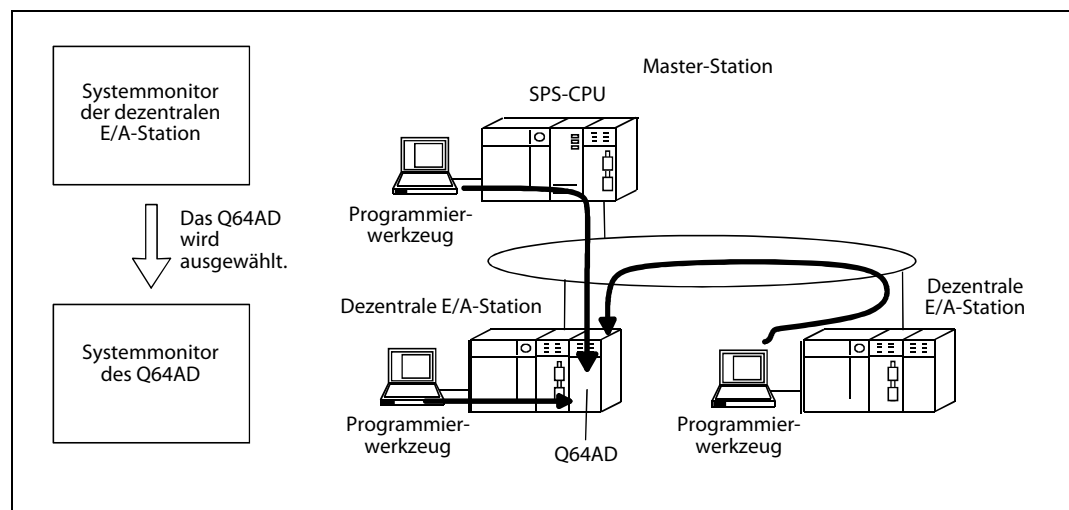 Systemmonitor
der dezentralen
E/A-Station
Das Q64AD
wird
ausgewählt.
Systemmonitor
des Q64AD
Master-Station
SPS-CPU
Programmier-
werkzeug
Dezentrale E/A-Station
Dezentrale
E/A-Station
Programmier-
werkzeug
Q64AD
Programmier-
werkzeug